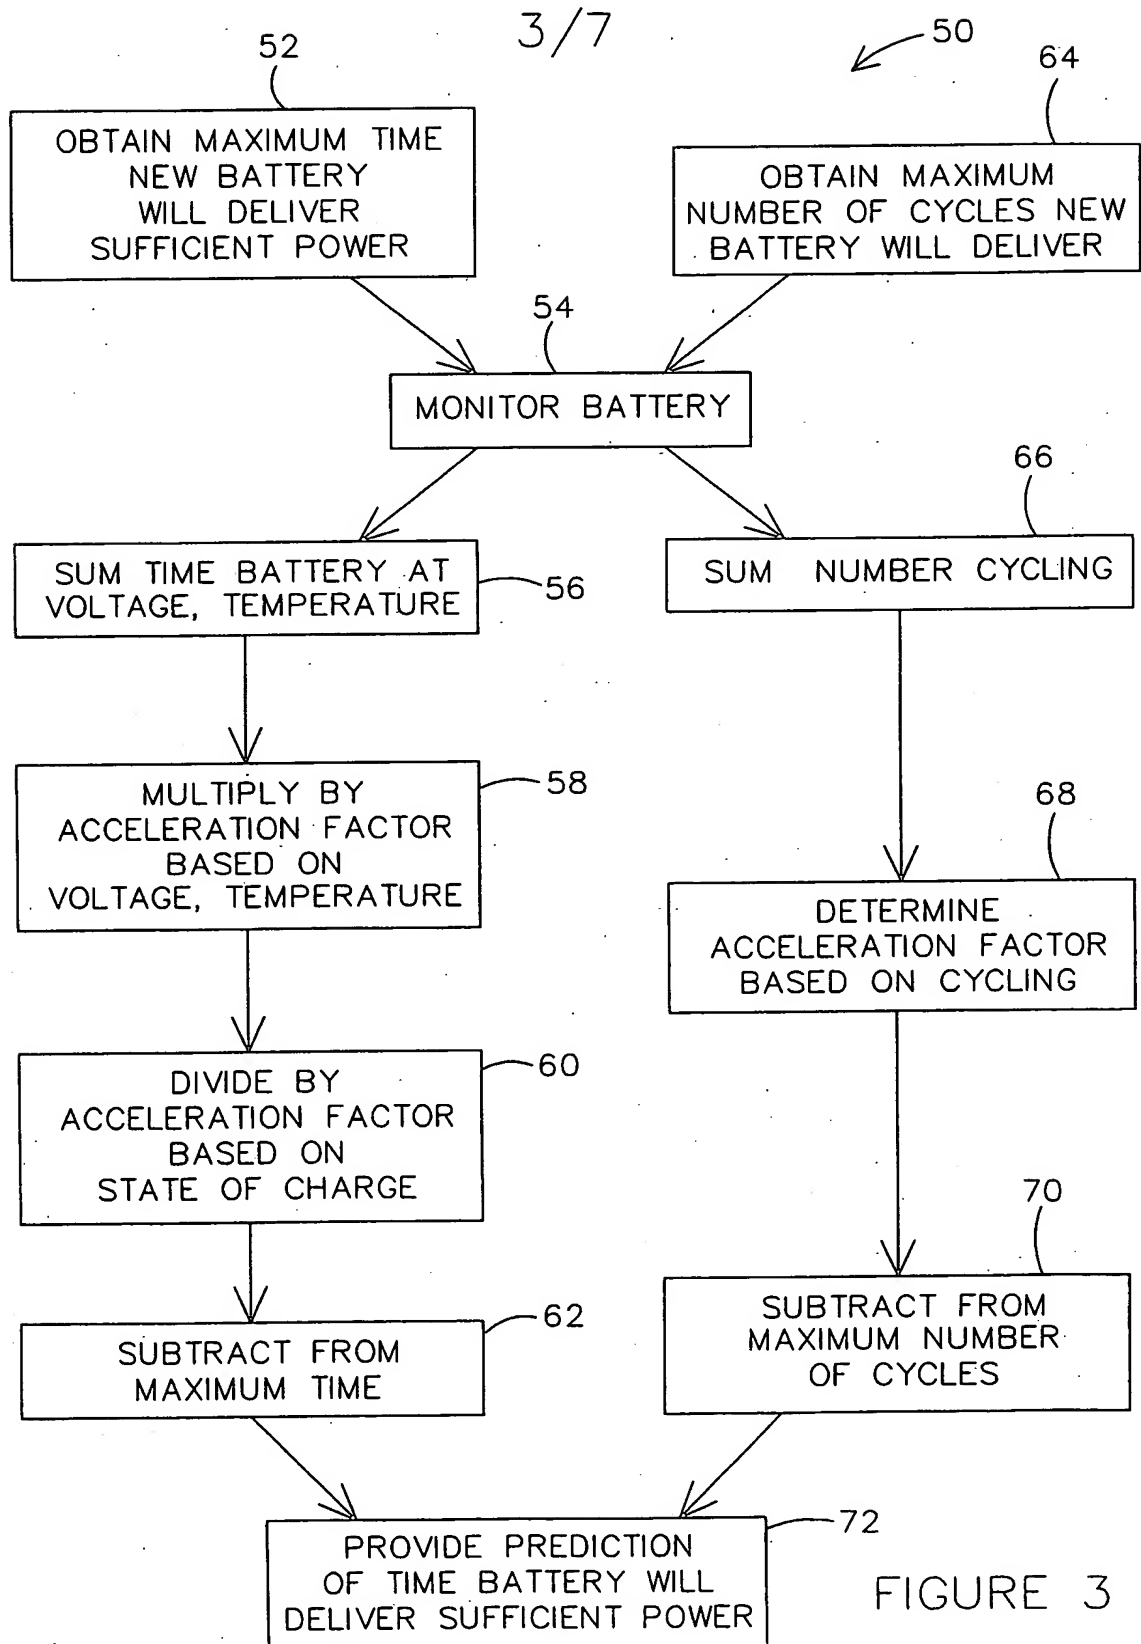 3/7
50
52
OBTAIN MAXIMUM TIME
NEW BATTERY
WILL DELIVER
SUFFICIENT POWER
64
OBTAIN MAXIMUM
NUMBER OF CYCLES NEW
BATTERY WILL DELIVER
54
MONITOR BATTERY
SUM TIME BATTERY AT
VOLTAGE, TEMPERATURE
56
66
SUM NUMBER CYCLING
MULTIPLY BY
ACCELERATION FACTOR
BASED ON
VOLTAGE, TEMPERATURE
58
68
DETERMINE
ACCELERATION FACTOR
BASED ON CYCLING
DIVIDE BY
ACCELERATION FACTOR
BASED ON
STATE OF CHARGE
60
70
SUBTRACT FROM
MAXIMUM NUMBER
OF CYCLES
SUBTRACT FROM
MAXIMUM TIME
62
PROVIDE PREDICTION
OF TIME BATTERY WILL
DELIVER SUFFICIENT POWER
72
FIGURE 3